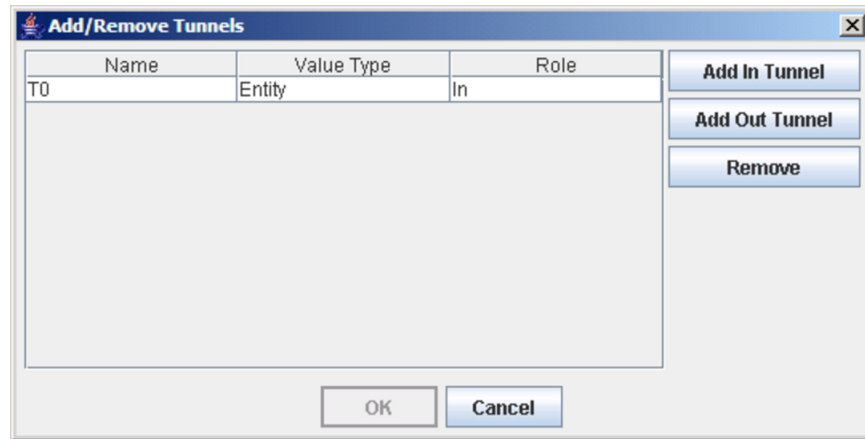 Add/Remove Tunnels
Name Value Type Role
T0 Entity In
Add In Tunnel
Add Out Tunnel
Remove
OK Cancel